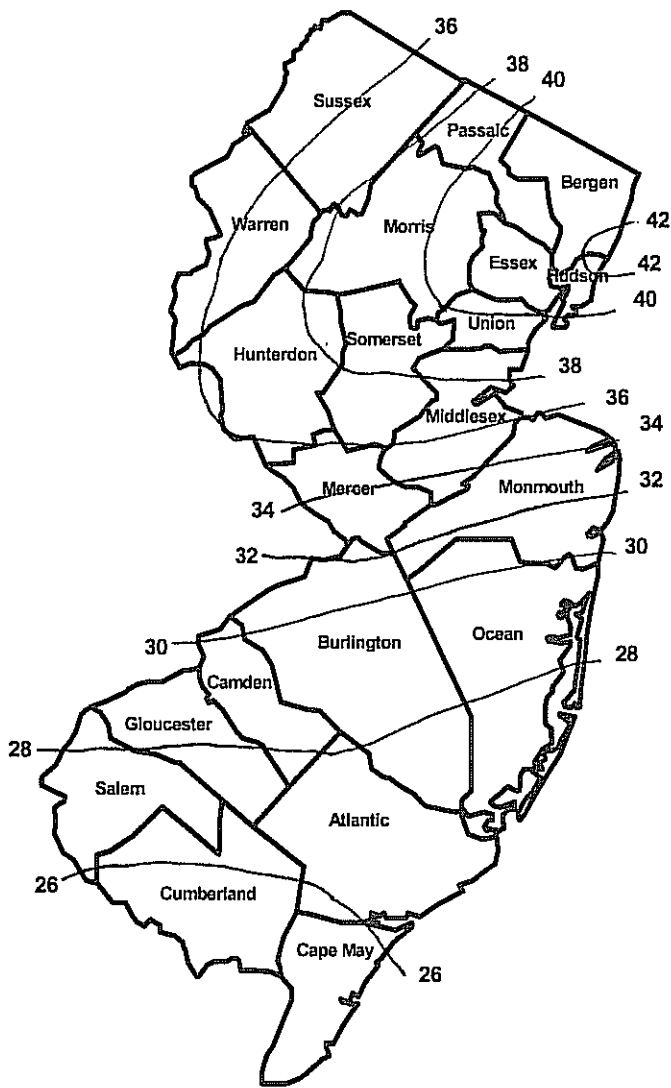 36
38
40
Sussex
Passaic
Bergen
Warren
Morris
42
Essex
Hudson
42
40
Union
Somerset
Hunterdon
38
36
Middlesex
34
Mercer
Monmouth
32
34
32
30
Burlington
Ocean
30
Camden
28
Gloucester
28
Salem
Atlantic
26
Cumberland
Cape May
26